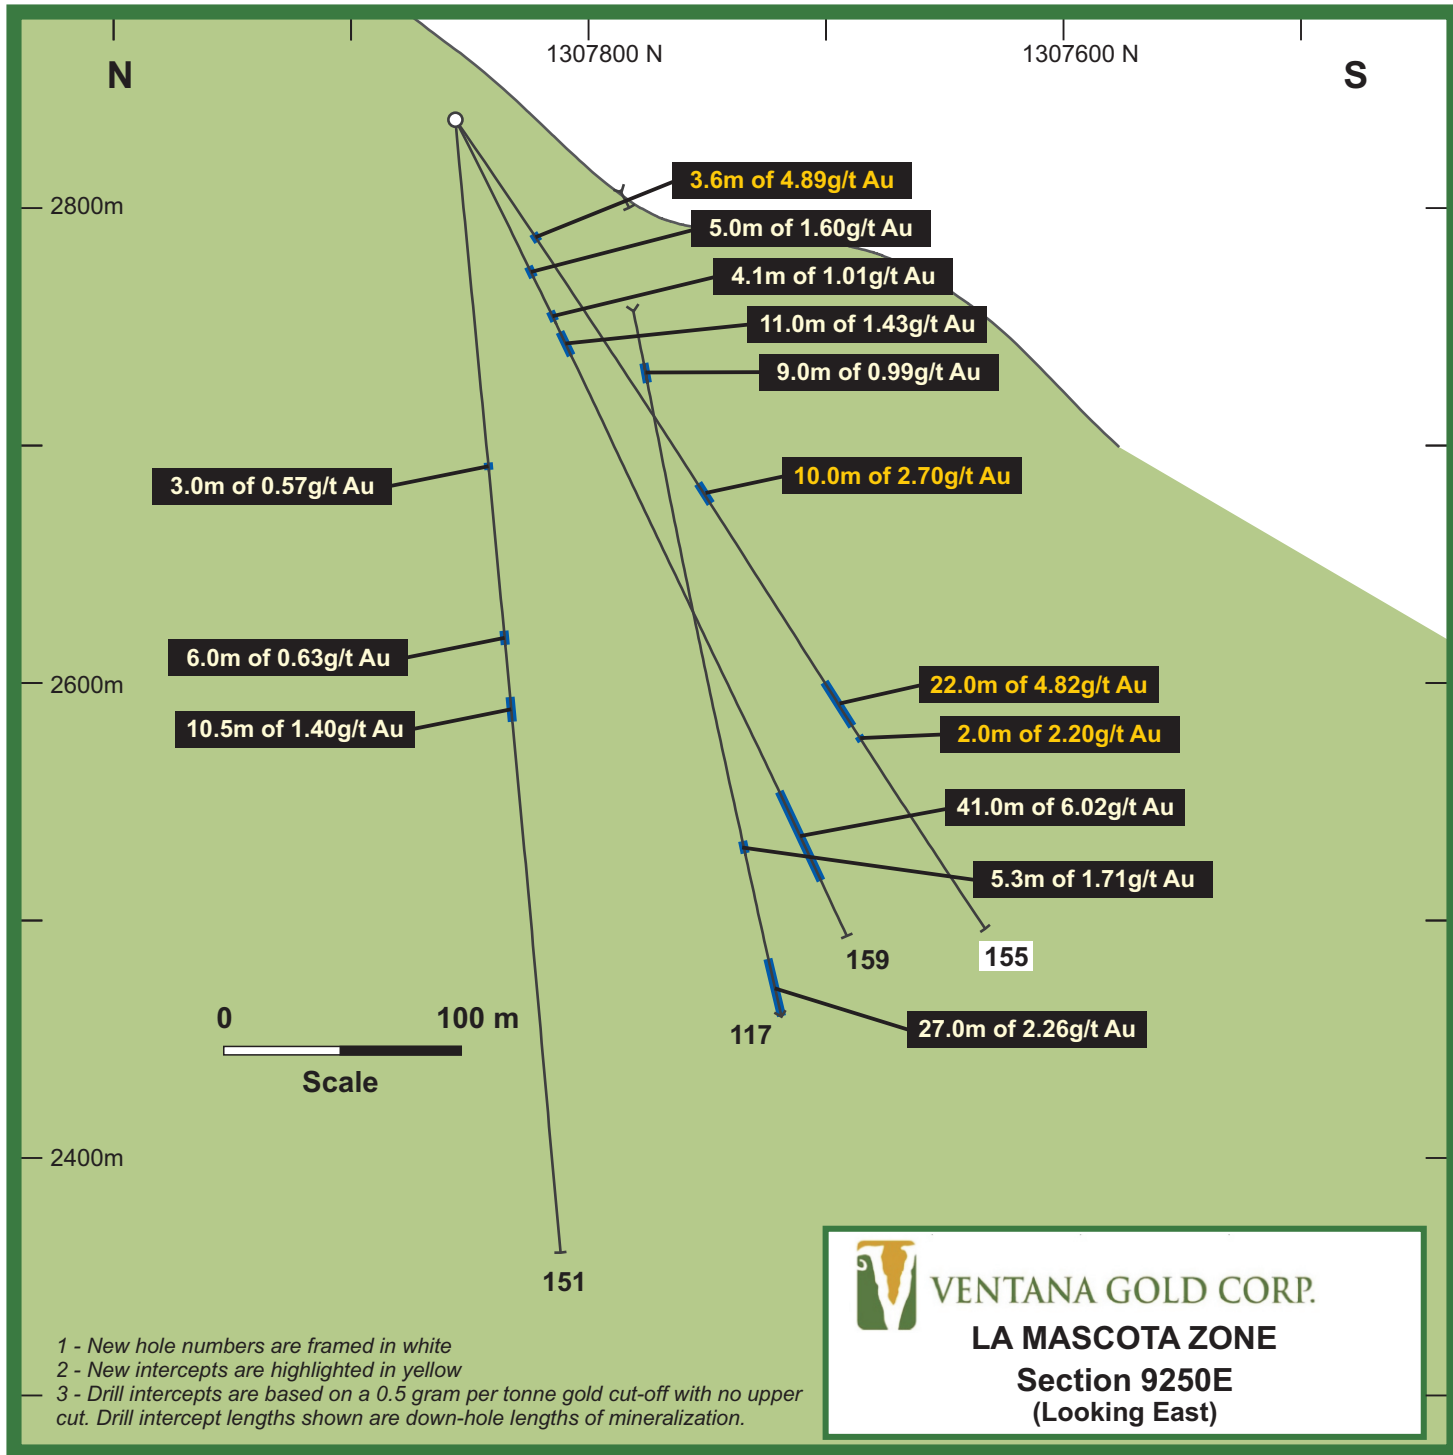 1307800 N
1307600 N
N
S
3.6m of 4.89g/t Au
2800m
5.0m of 1.60g/t Au
4.1m of 1.01g/t Au
11.0m of 1.43g/t Au
9.0m of 0.99g/t Au
10.0m of 2.70g/t Au
3.0m of 0.57g/t Au
6.0m of 0.63g/t Au
2600m
22.0m of 4.82g/t Au
10.5m of 1.40g/t Au
2.0m of 2.20g/t Au
41.0m of 6.02g/t Au
5.3m of 1.71g/t Au
159
155
0
100 m
117
27.0m of 2.26g/t Au
Scale
2400m
151
VENTANA GOLD CORP.
LA MASCOTA ZONE
Section 9250E
(Looking East)
1 - New hole numbers are framed in white
2 - New intercepts are highlighted in yellow
3 - Drill intercepts are based on a 0.5 gram per tonne gold cut-off with no upper
cut. Drill intercept lengths shown are down-hole lengths of mineralization.